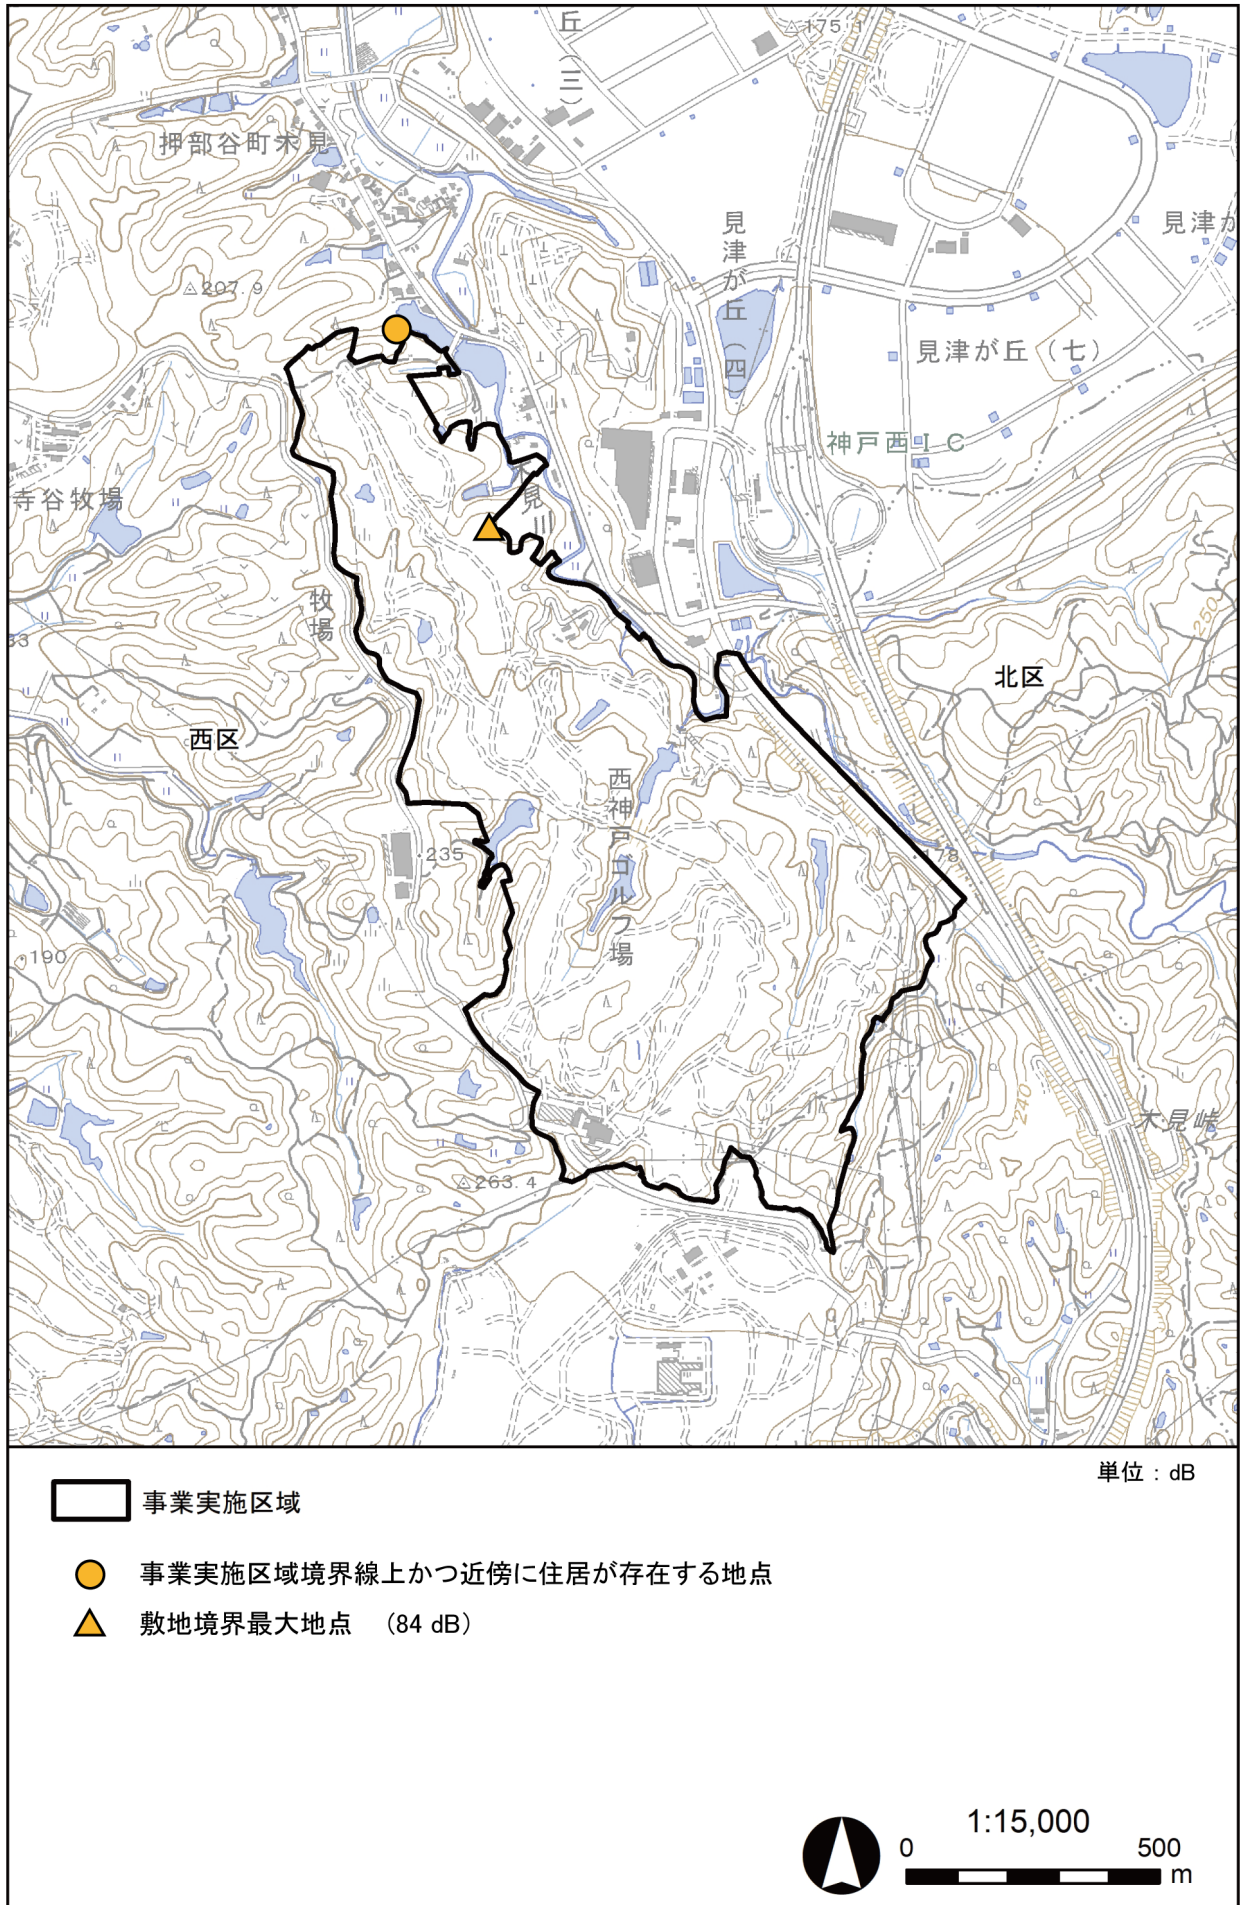 丘（三）
175.1
押部谷町木見
見津が丘（四）
見津が
207.9
見津が丘（七）
神戸西ＩＣ
寺谷牧場
木見川
牧場
250
33
北区
西区
西神戸ゴルフ場
235
178
190
240
木見峠
263.4
単位：dB
事業実施区域
事業実施区域境界線上かつ近傍に住居が存在する地点
敷地境界最大地点　（84 dB）
1:15,000
0 500
m